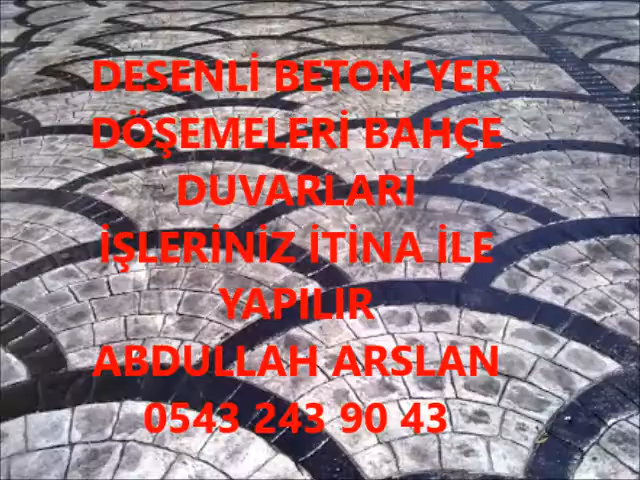 DESENLİ BETON YER
DÖŞEMELERİ BAHÇE
DUVARLARI
İŞLERİNİZ İTİNA İLE
YAPILIR
ABDULLAH ARSLAN
0543 243 90 43